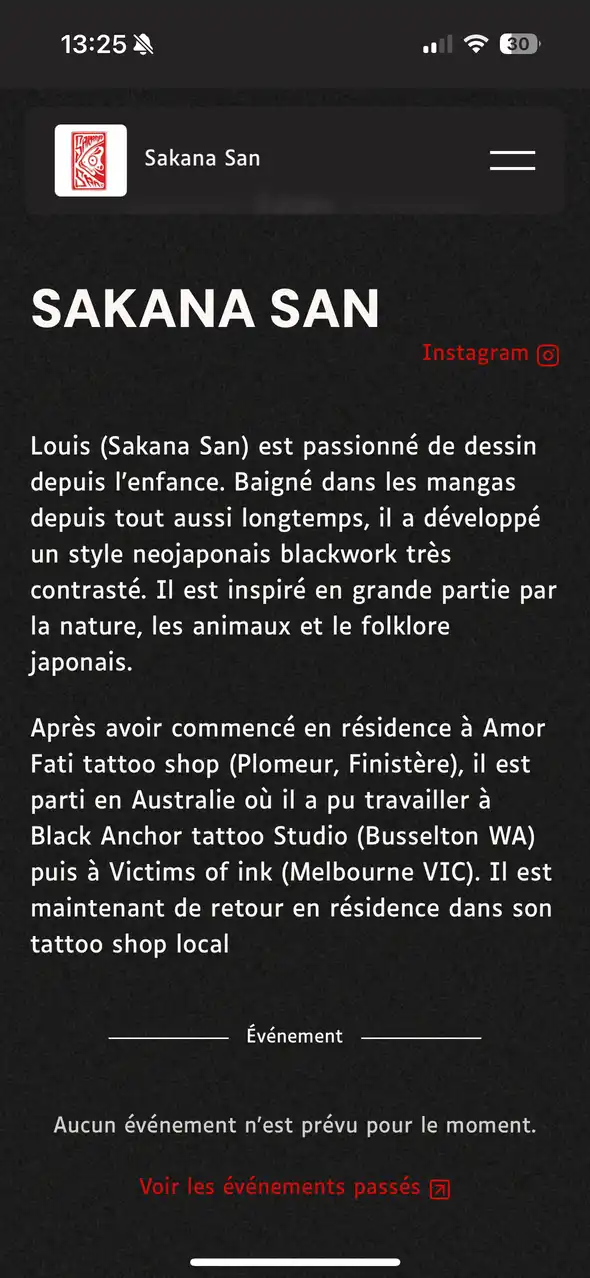 13:25
30
Sakana San
SAKANA SAN
Instagram
Louis (Sakana San) est passionné de dessin
depuis l’enfance. Baigné dans les mangas
depuis tout aussi longtemps, il a développé
un style neojaponais blackwork très
contrasté. Il est inspiré en grande partie par
la nature, les animaux et le folklore
japonais.
Après avoir commencé en résidence à Amor
Fati tattoo shop (Plomeur, Finistère), il est
parti en Australie où il a pu travailler à
Black Anchor tattoo Studio (Busselton WA)
puis à Victims of ink (Melbourne VIC). Il est
maintenant de retour en résidence dans son
tattoo shop local
Événement
Aucun événement n’est prévu pour le moment.
Voir les événements passés